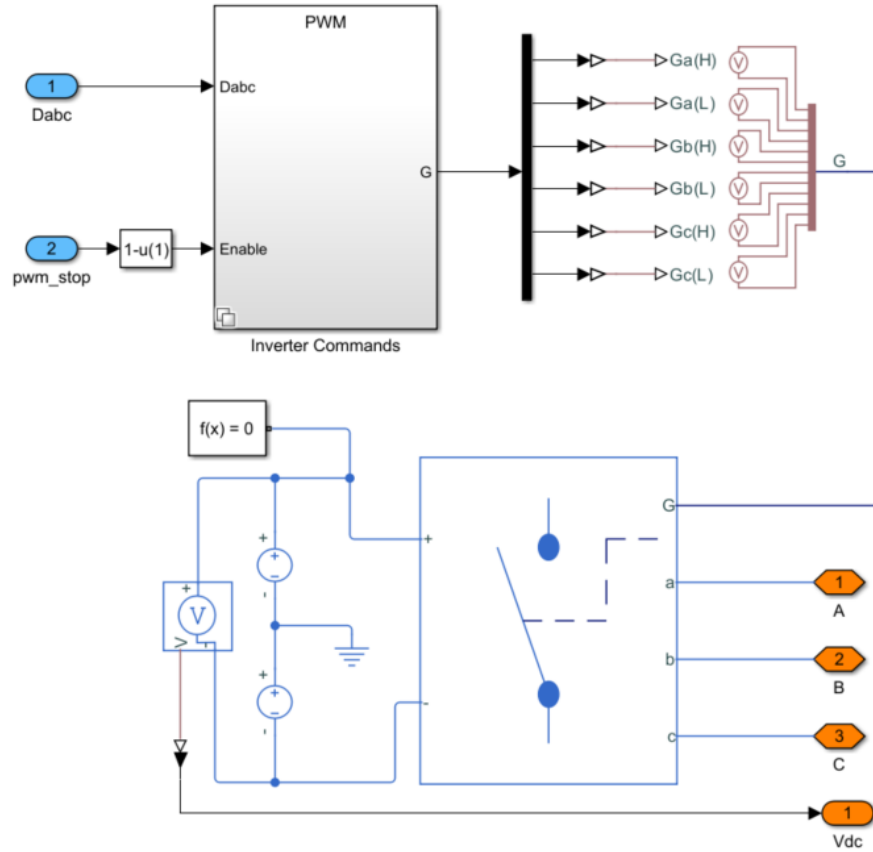 PWM
1
Dabc
Dabc
G
2
pwm_stop
1-u(1)
Enable
Inverter Commands
Ga(H)
V
Ga(L)
V
Gb(H)
V
Gb(L)
V
Gc(H)
V
Gc(L)
V
G
f(x) = 0
+
+
-
+
-
+
V
V
-
+
-
+
-
+
-
G
a
1
A
b
2
B
c
3
C
1
Vdc